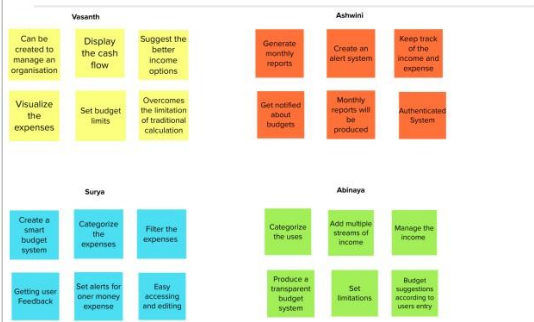 Vasanth
Can be
created to
manage an
organisation
Display
the cash
flow
Suggest the
better
income
options
Visualize
the
expenses
Set budget
limits
Overcomes
the limitation
of traditional
calculation
Ashwini
Generate
monthly
reports
Create an
alert system
Keep track
of the
income and
expense
Get notified
about
budgets
Monthly
reports will
be
produced
Authenticated
System
Surya
Create a
smart
budget
system
Categorize
the
expenses
Filter the
expenses
Getting user
Feedback
Set alerts for
oner money
expense
Easy
accessing
and editing
Abinaya
Categorize
the uses
Add multiple
streams of
income
Manage the
income
Produce a
transparent
budget
system
Set
limitations
Budget
suggestions
according to
users entry